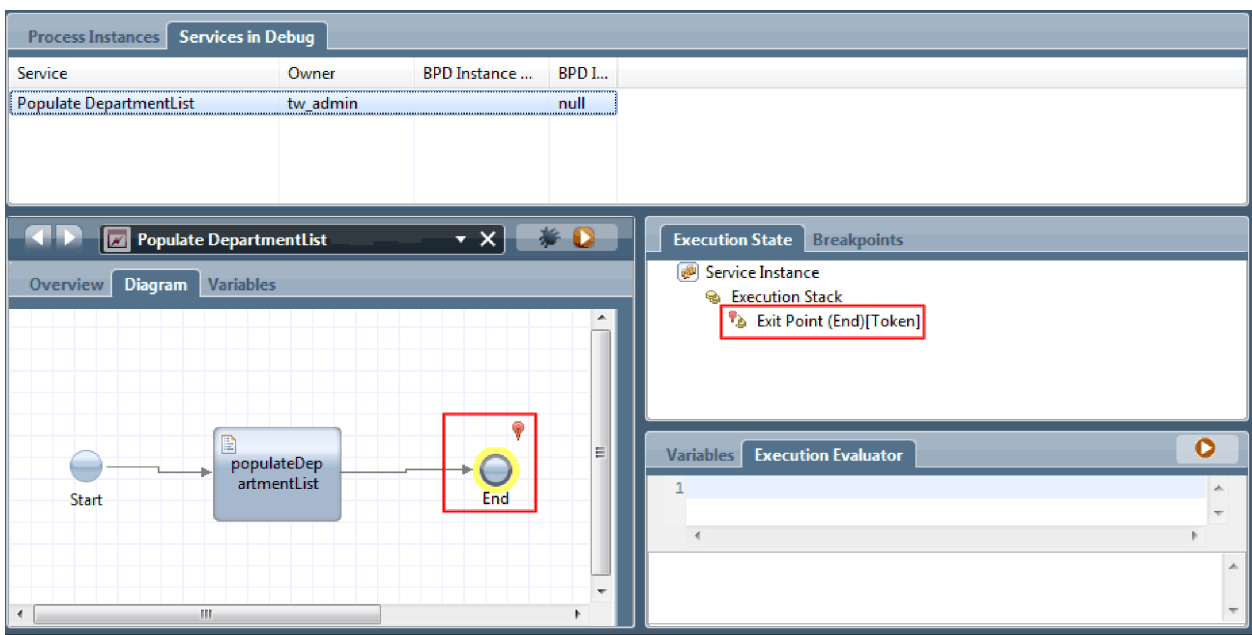 Process Instances Services in Debug
Service Owner BPD Instance ... BPD I...
Populate DepartmentList tw_admin null
Populate DepartmentList
Overview Diagram Variables
Start
populateDep
artmentList
End
Execution State Breakpoints
Service Instance
Execution Stack
Exit Point (End)[Token]
Variables Execution Evaluator
1